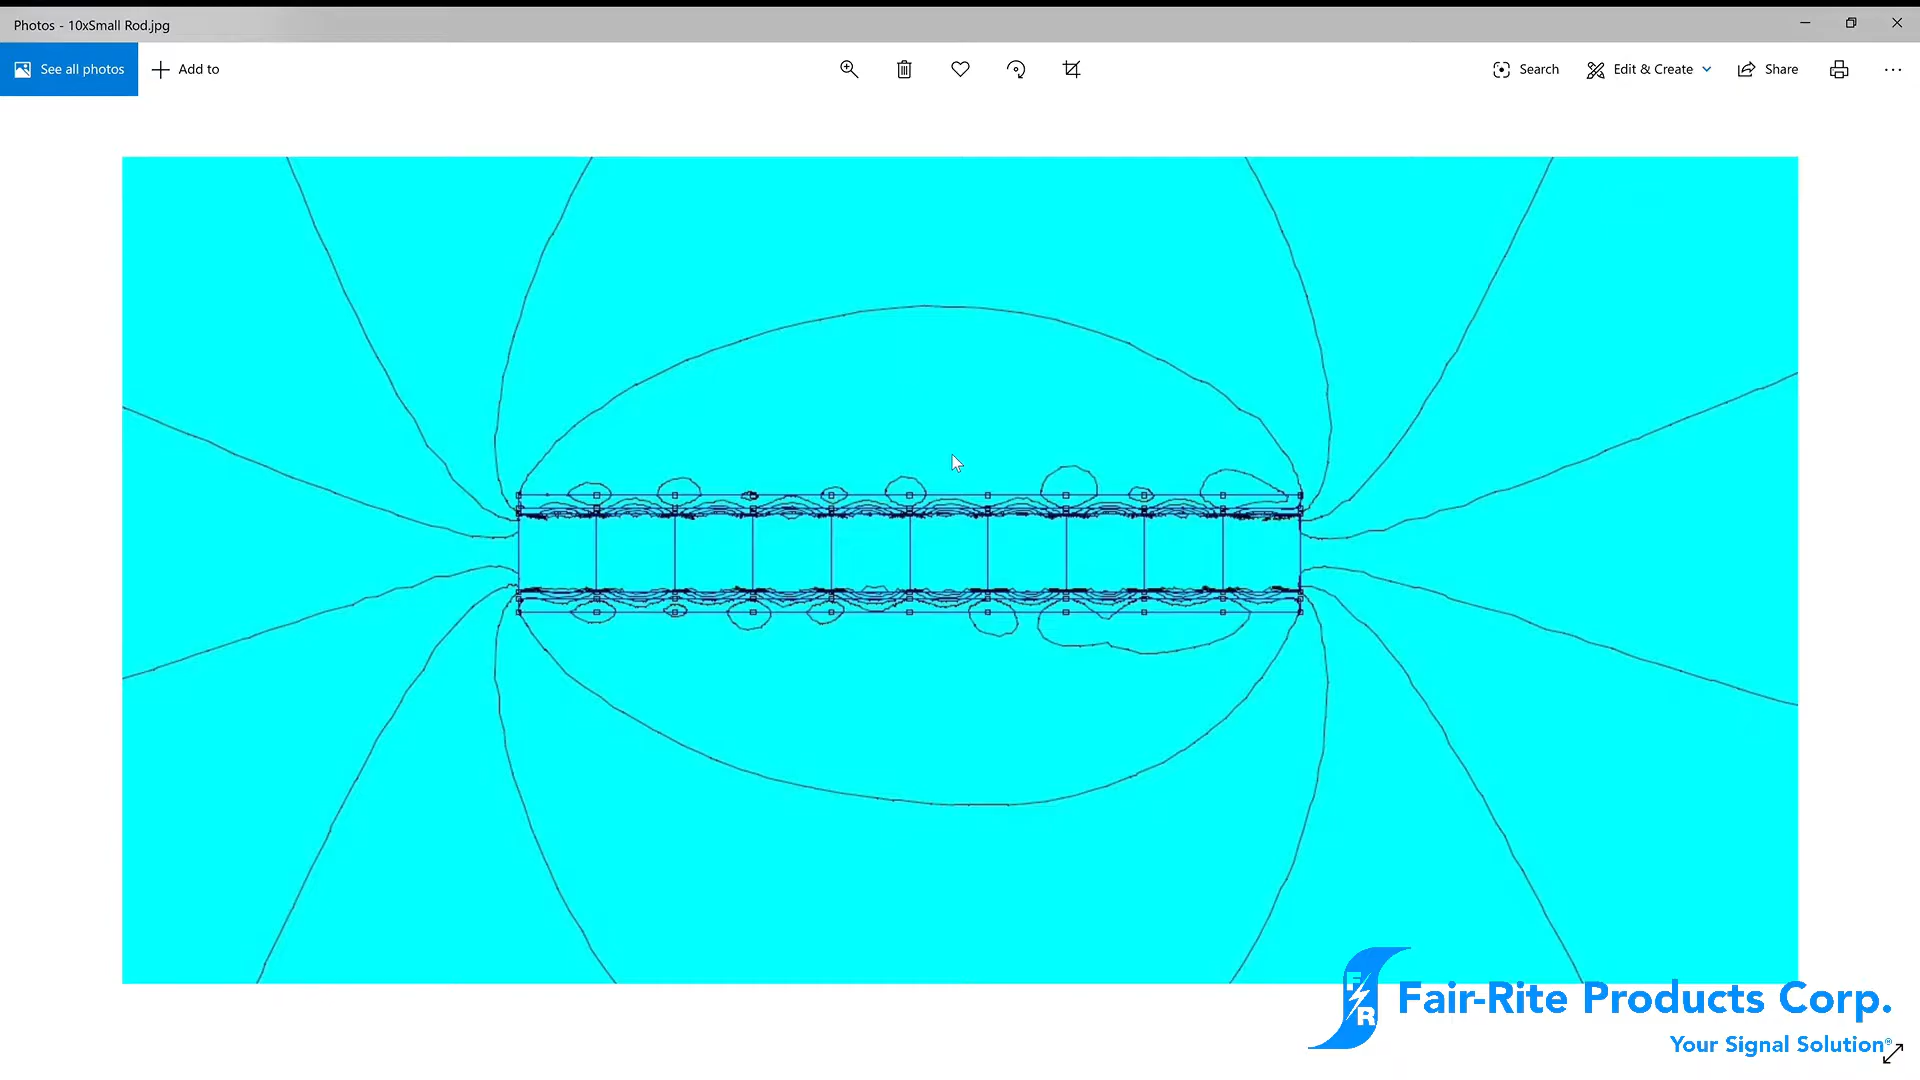 Photos - 10xSmall Rod.jpg
See all photos
Add to
Search
Edit & Create
Share
FR
Fair-Rite Products Corp.
Your Signal Solution®